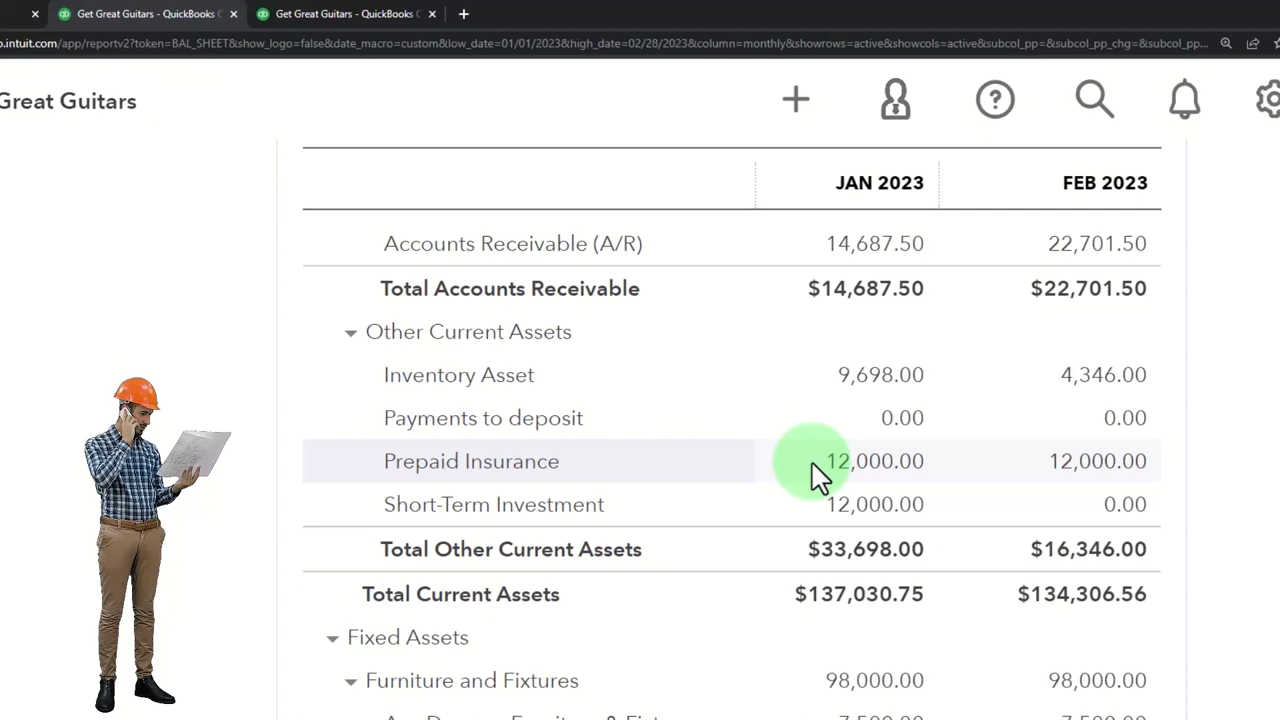 Get Great Guitars - QuickBooks
Get Great Guitars - QuickBooks
.intuit.com/app/reportv2?token=BAL_SHEET&show_logo=false&date_macro=custom&low_date=01/01/2023&high_date=02/28/2023&column=monthly&showrows=active&showcols=active&subcol_pp=&subcol_pp_chg=&subcol_pp...
Great Guitars
JAN 2023 FEB 2023
Accounts Receivable (A/R) 14,687.50 22,701.50
Total Accounts Receivable $14,687.50 $22,701.50
Other Current Assets
Inventory Asset 9,698.00 4,346.00
Payments to deposit 0.00 0.00
Prepaid Insurance 12,000.00 12,000.00
Short-Term Investment 12,000.00 0.00
Total Other Current Assets $33,698.00 $16,346.00
Total Current Assets $137,030.75 $134,306.56
Fixed Assets
Furniture and Fixtures 98,000.00 98,000.00